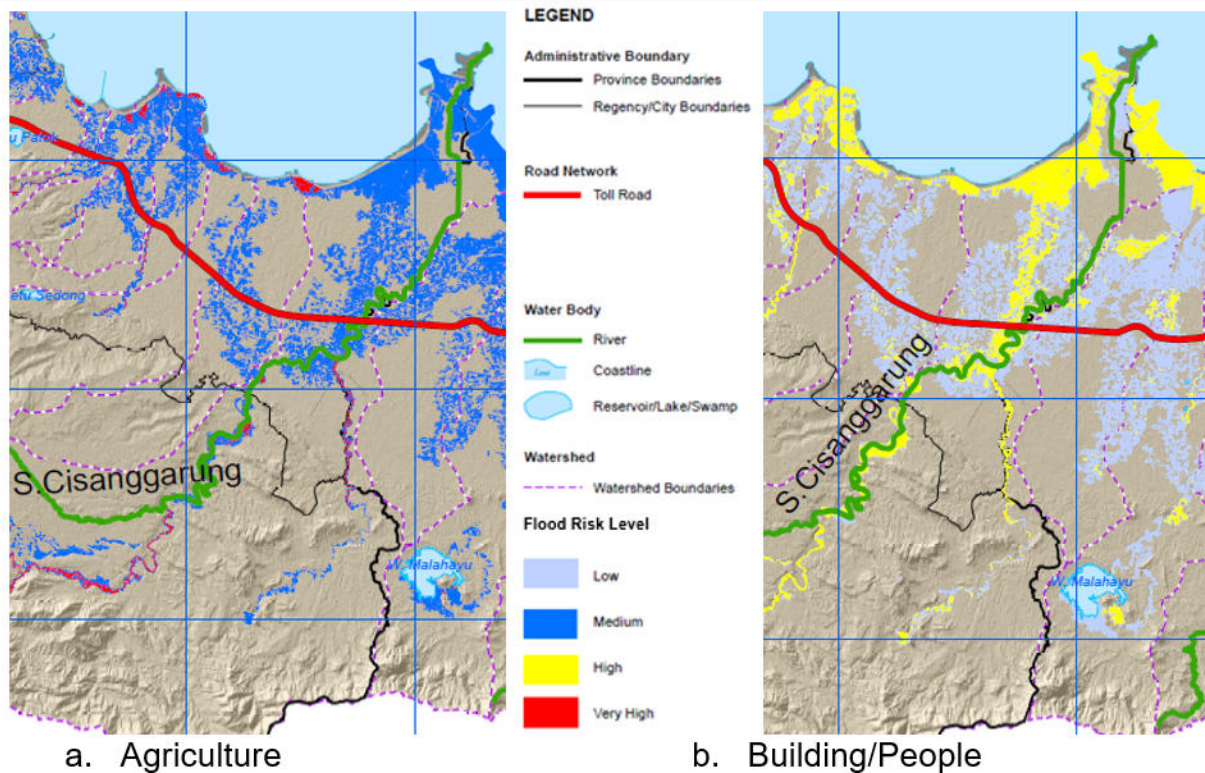 LEGEND
Administrative Boundary
Province Boundaries
Regency/City Boundaries
Road Network
Toll Road
Water Body
River
Coastline
Reservoir/Lake/Swamp
Watershed
Watershed Boundaries
Flood Risk Level
Low
Medium
High
Very High
S.Cisanggarung
W. Malahayu
a. Agriculture
S.Cisanggarung
W. Malahayu
b. Building/People